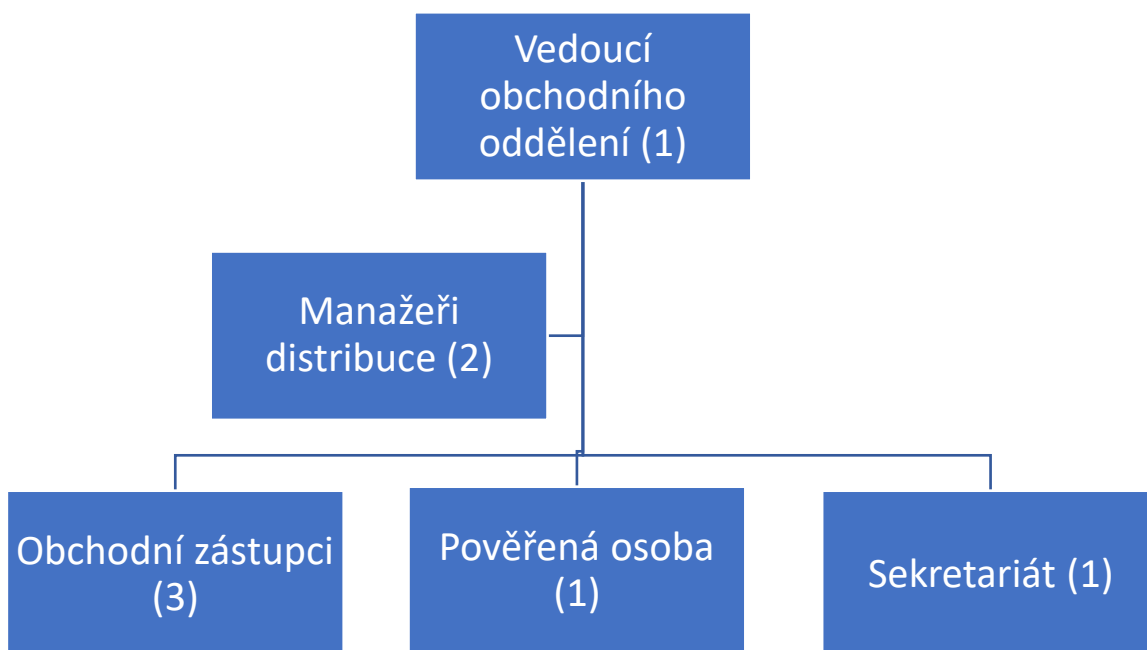 Vedoucí
obchodního
oddělení (1)
Manažeři
distribuce (2)
Obchodní zástupci
(3)
Pověřená osoba
(1)
Sekretariát (1)